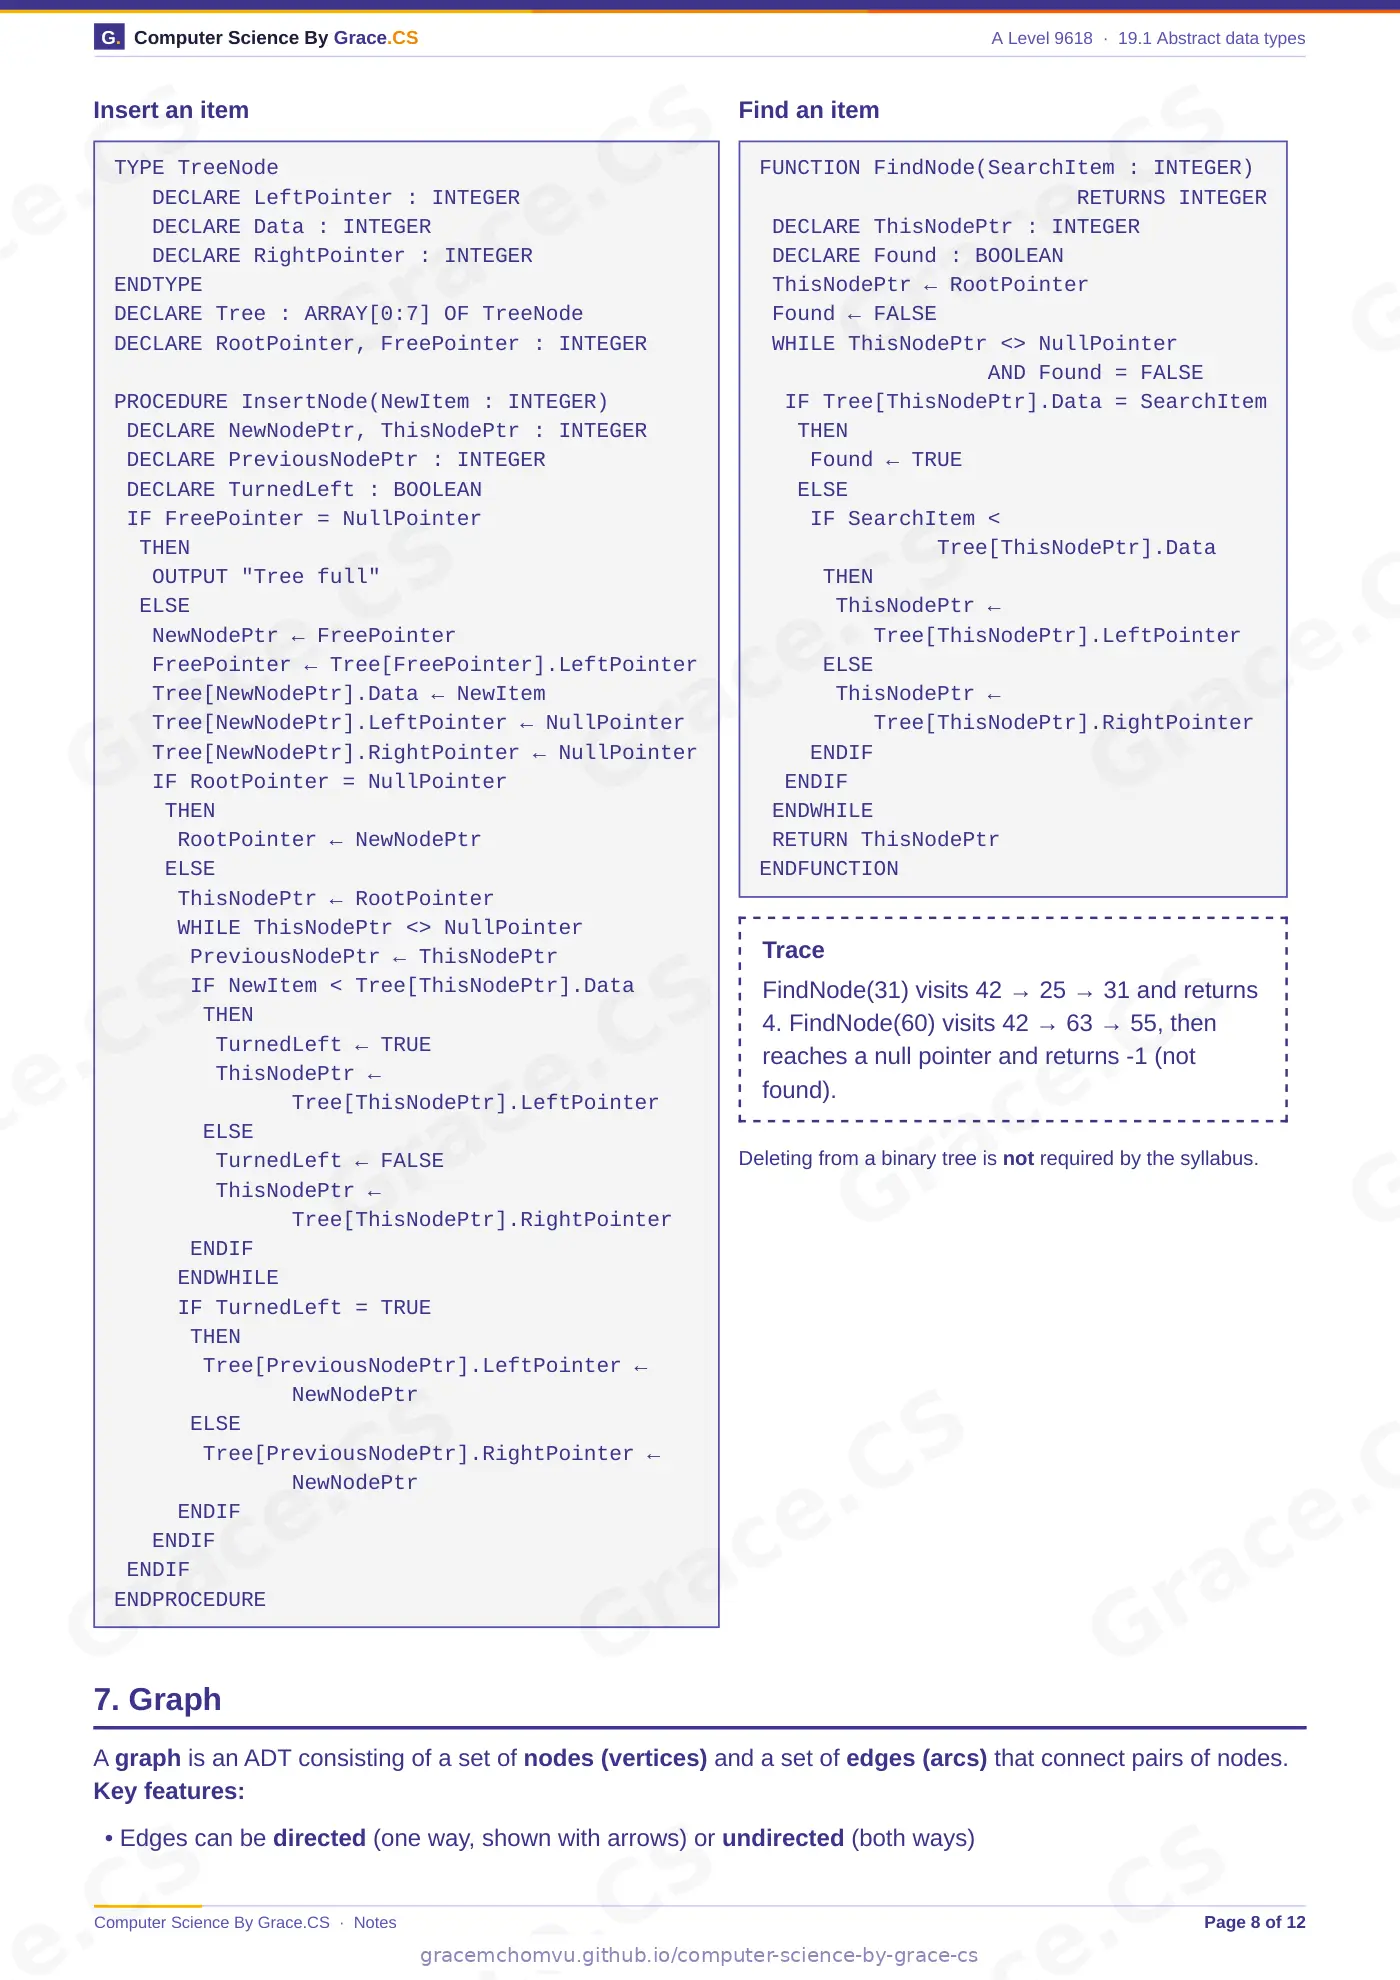 G. Computer Science By Grace.CS
A Level 9618 · 19.1 Abstract data types
Insert an item
TYPE TreeNode
   DECLARE LeftPointer : INTEGER
   DECLARE Data : INTEGER
   DECLARE RightPointer : INTEGER
ENDTYPE
DECLARE Tree : ARRAY[0:7] OF TreeNode
DECLARE RootPointer, FreePointer : INTEGER
PROCEDURE InsertNode(NewItem : INTEGER)
 DECLARE NewNodePtr, ThisNodePtr : INTEGER
 DECLARE PreviousNodePtr : INTEGER
 DECLARE TurnedLeft : BOOLEAN
 IF FreePointer = NullPointer
  THEN
   OUTPUT "Tree full"
  ELSE
   NewNodePtr ← FreePointer
   FreePointer ← Tree[FreePointer].LeftPointer
   Tree[NewNodePtr].Data ← NewItem
   Tree[NewNodePtr].LeftPointer ← NullPointer
   Tree[NewNodePtr].RightPointer ← NullPointer
   IF RootPointer = NullPointer
    THEN
     RootPointer ← NewNodePtr
    ELSE
     ThisNodePtr ← RootPointer
     WHILE ThisNodePtr <> NullPointer
      PreviousNodePtr ← ThisNodePtr
      IF NewItem < Tree[ThisNodePtr].Data
       THEN
        TurnedLeft ← TRUE
        ThisNodePtr ←
              Tree[ThisNodePtr].LeftPointer
       ELSE
        TurnedLeft ← FALSE
        ThisNodePtr ←
              Tree[ThisNodePtr].RightPointer
      ENDIF
     ENDWHILE
     IF TurnedLeft = TRUE
      THEN
       Tree[PreviousNodePtr].LeftPointer ←
              NewNodePtr
      ELSE
       Tree[PreviousNodePtr].RightPointer ←
              NewNodePtr
     ENDIF
   ENDIF
 ENDIF
ENDPROCEDURE
Find an item
FUNCTION FindNode(SearchItem : INTEGER)
                         RETURNS INTEGER
 DECLARE ThisNodePtr : INTEGER
 DECLARE Found : BOOLEAN
 ThisNodePtr ← RootPointer
 Found ← FALSE
 WHILE ThisNodePtr <> NullPointer
                  AND Found = FALSE
  IF Tree[ThisNodePtr].Data = SearchItem
   THEN
    Found ← TRUE
   ELSE
    IF SearchItem <
              Tree[ThisNodePtr].Data
     THEN
      ThisNodePtr ←
         Tree[ThisNodePtr].LeftPointer
     ELSE
      ThisNodePtr ←
         Tree[ThisNodePtr].RightPointer
    ENDIF
  ENDIF
 ENDWHILE
 RETURN ThisNodePtr
ENDFUNCTION
Trace
FindNode(31) visits 42 → 25 → 31 and returns
4. FindNode(60) visits 42 → 63 → 55, then
reaches a null pointer and returns -1 (not
found).
Deleting from a binary tree is not required by the syllabus.
7. Graph
A graph is an ADT consisting of a set of nodes (vertices) and a set of edges (arcs) that connect pairs of nodes.
Key features:
• Edges can be directed (one way, shown with arrows) or undirected (both ways)
Computer Science By Grace.CS · Notes
Page 8 of 12
gracemchomvu.github.io/computer-science-by-grace-cs